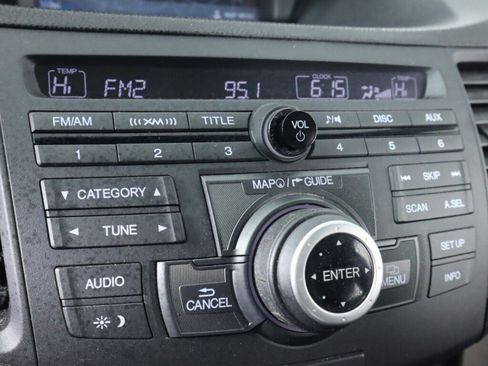 TEMP CLOCK TEMP
Hi FM2 95.1 6:15 Hi
FM/AM XM TITLE VOL DISC AUX
1 2 3 4 5 6
MAP / GUIDE
CATEGORY SKIP
TUNE SCAN A.SEL
ENTER
AUDIO CANCEL MENU SET UP
INFO